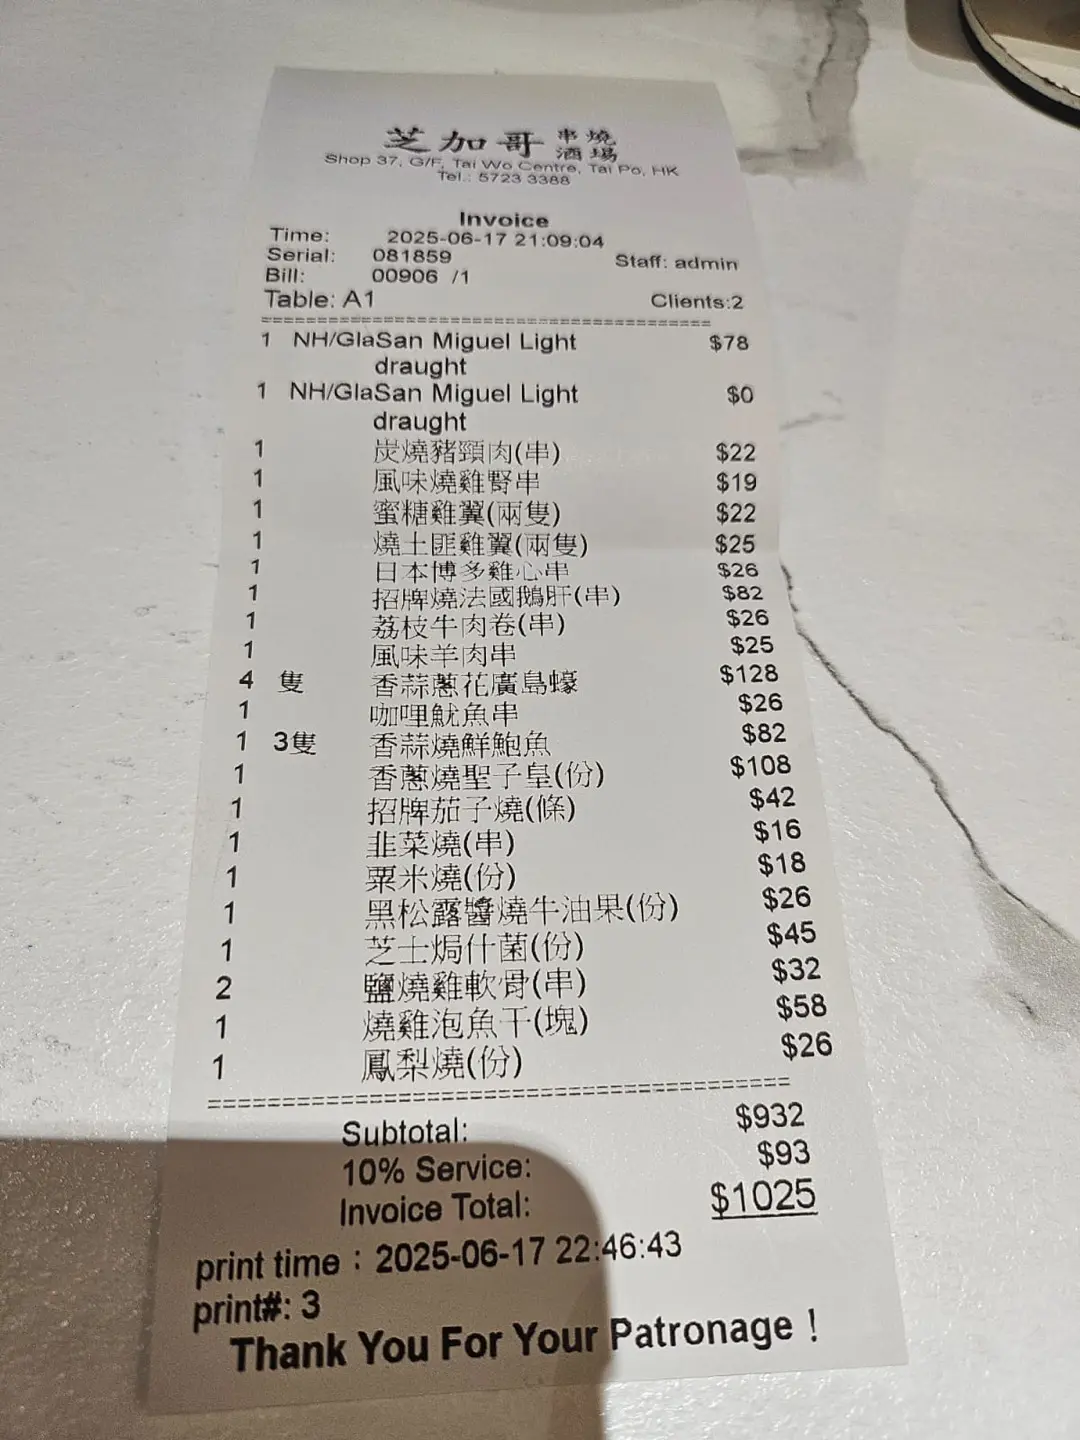 芝加哥 串燒酒場
Shop 37, G/F, Tai Wo Centre, Tai Po, HK
Tel.: 5723 3388
Invoice
Time: 2025-06-17 21:09:04
Serial: 081859 Staff: admin
Bill: 00906 /1
Table: A1 Clients:2
===============================================
1 NH/GlaSan Miguel Light $78
draught
1 NH/GlaSan Miguel Light $0
draught
1 炭燒豬頸肉(串) $22
1 風味燒雞腎串 $19
1 蜜糖雞翼(兩隻) $22
1 燒土匪雞翼(兩隻) $25
1 日本博多雞心串 $26
1 招牌燒法國鵝肝(串) $82
1 荔枝牛肉卷(串) $26
1 風味羊肉串 $25
4 隻 香蒜蔥花廣島蠔 $128
1 咖哩魷魚串 $26
1 3隻 香蒜燒鮮鮑魚 $82
1 香蔥燒聖子皇(份) $108
1 招牌茄子燒(條) $42
1 韭菜燒(串) $16
1 粟米燒(份) $18
1 黑松露醬燒牛油果(份) $26
1 芝士焗什菌(份) $45
2 鹽燒雞軟骨(串) $32
1 燒雞泡魚干(塊) $58
1 鳳梨燒(份) $26
===============================================
Subtotal: $932
10% Service: $93
Invoice Total: $1025
print time：2025-06-17 22:46:43
print#: 3
Thank You For Your Patronage！